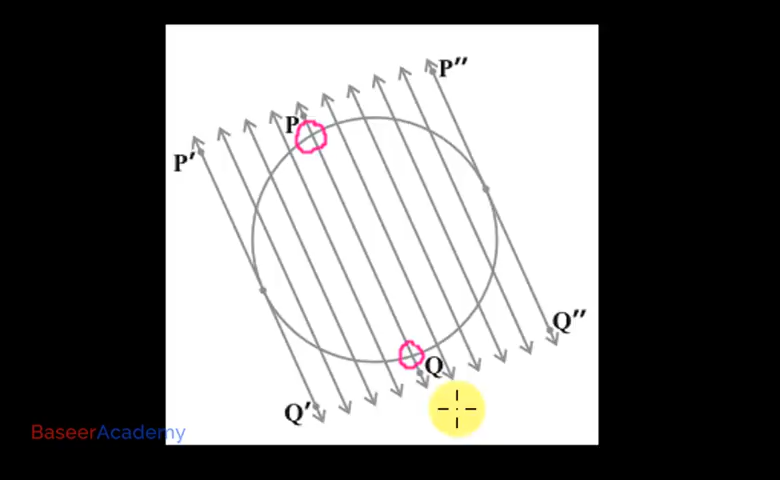 P″
P
P′
Q″
Q
Q′
BaseerAcademy